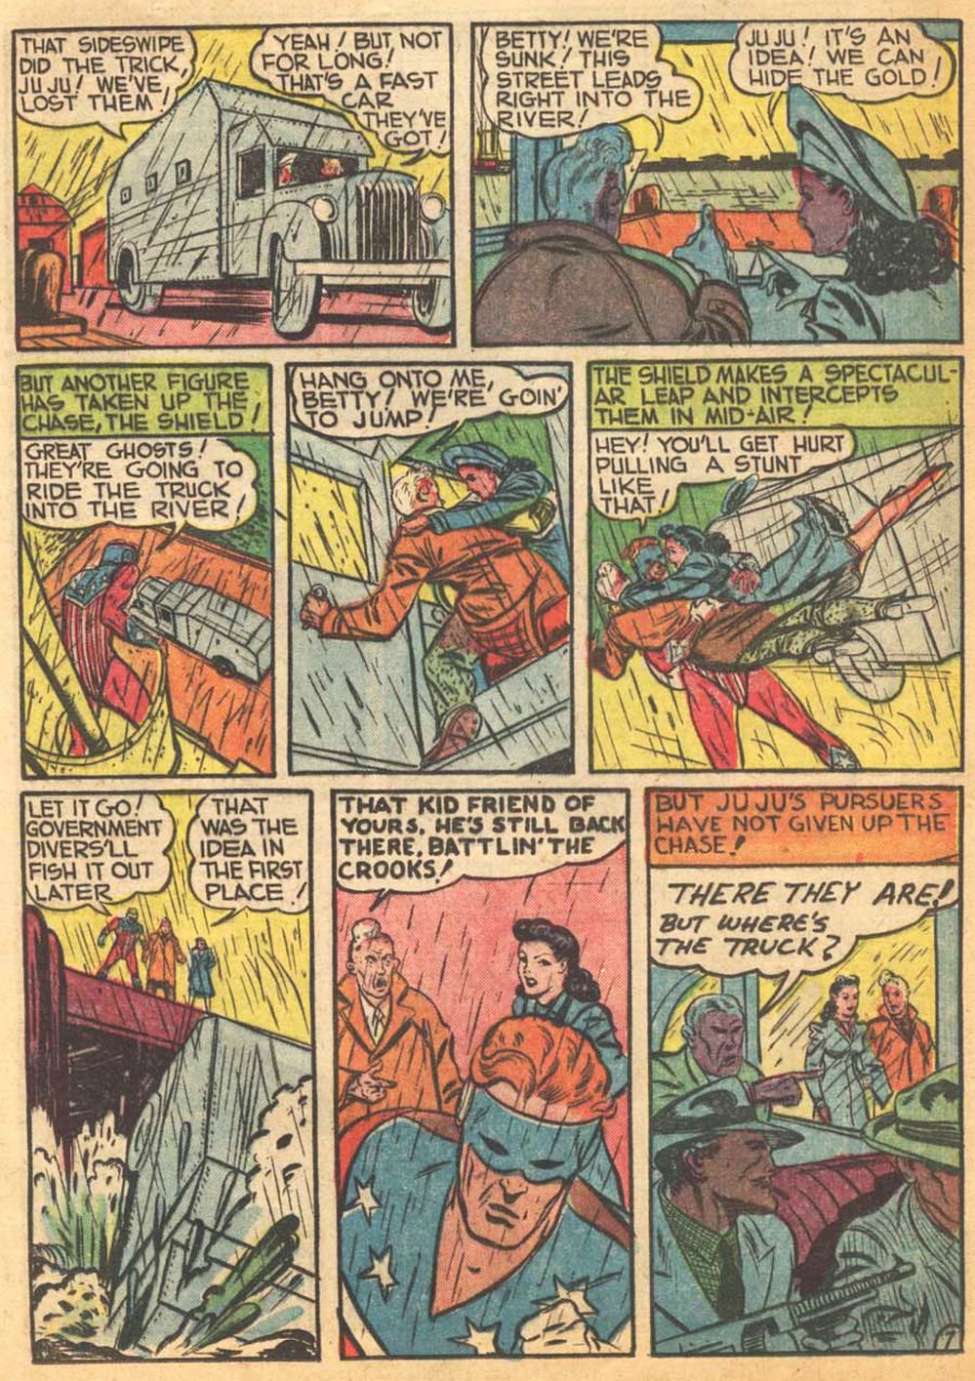 THAT SIDESWIPE
DID THE TRICK,
JU JU! WE'VE
LOST THEM!
YEAH! BUT NOT
FOR LONG!
THAT'S A FAST
CAR
THEY'VE
GOT!
BETTY! WE'RE
SUNK! THIS
STREET LEADS
RIGHT INTO THE
RIVER!
JU JU! IT'S AN
IDEA! WE CAN
HIDE THE GOLD!
BUT ANOTHER FIGURE
HAS TAKEN UP THE
CHASE, THE SHIELD!
GREAT GHOSTS!
THEY'RE GOING TO
RIDE THE TRUCK
INTO THE RIVER!
HANG ONTO ME,
BETTY! WE'RE GOIN'
TO JUMP!
THE SHIELD MAKES A SPECTACUL-
AR LEAP AND INTERCEPTS
THEM IN MID-AIR!
HEY! YOU'LL GET HURT
PULLING A STUNT
LIKE
THAT!
LET IT GO!
GOVERNMENT
DIVERS'LL
FISH IT OUT
LATER
THAT
WAS THE
IDEA IN
THE FIRST
PLACE!
THAT KID FRIEND OF
YOURS, HE'S STILL BACK
THERE, BATTLIN' THE
CROOKS!
BUT JU JU'S PURSUERS
HAVE NOT GIVEN UP THE
CHASE!
THERE THEY ARE!
BUT WHERE'S
THE TRUCK?
7